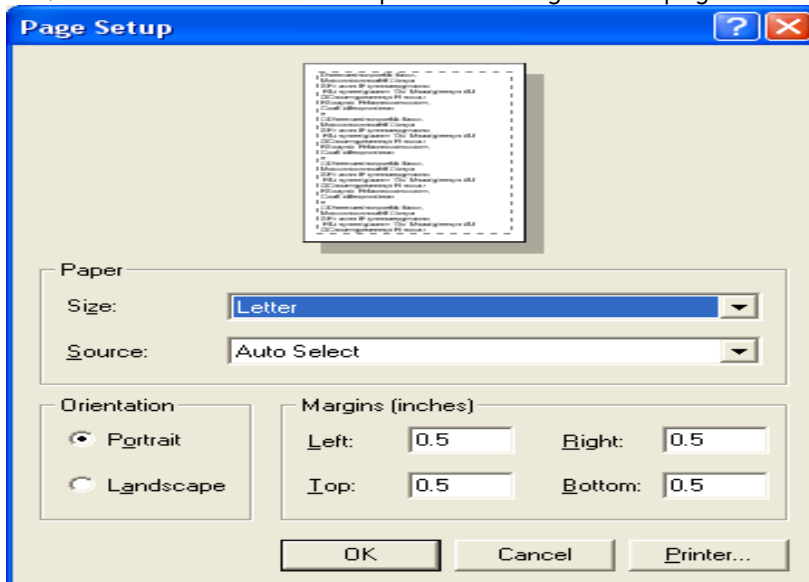 Page Setup
Paper
Size: Letter
Source: Auto Select
Orientation
Portrait
Landscape
Margins (inches)
Left: 0.5 Right: 0.5
Top: 0.5 Bottom: 0.5
OK Cancel Printer...